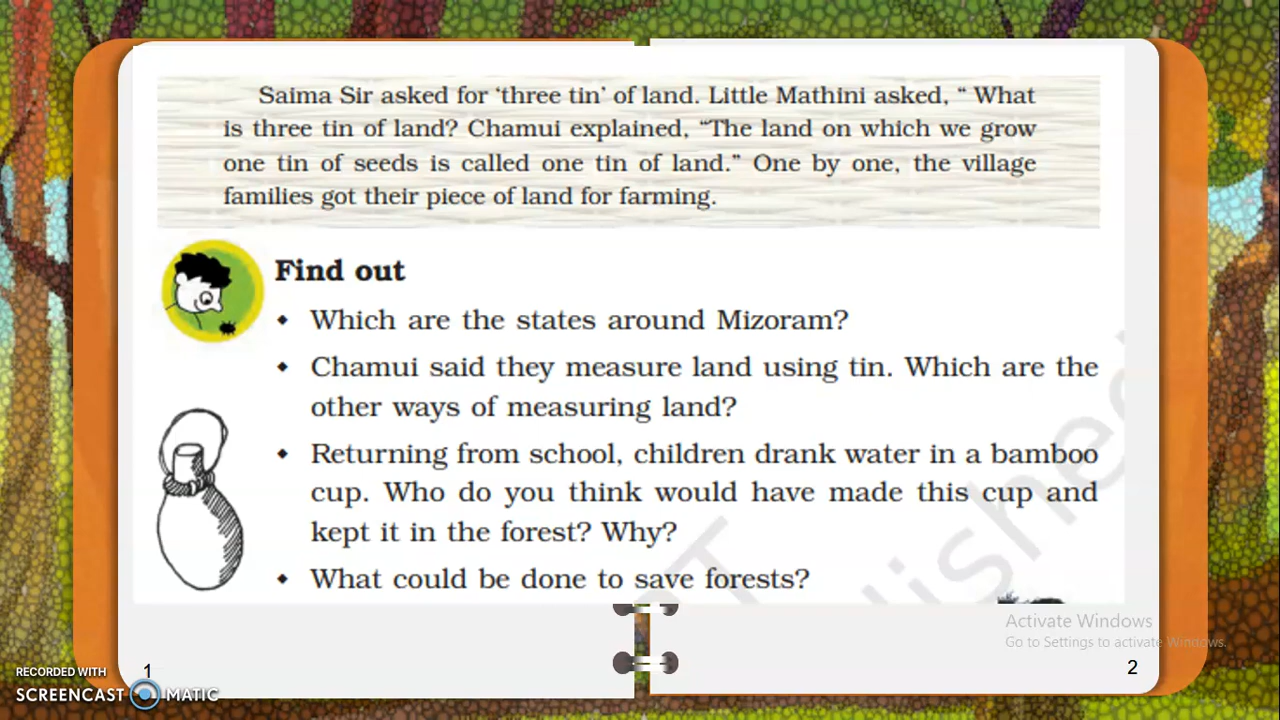 Saima Sir asked for ‘three tin’ of land. Little Mathini asked, “ What
is three tin of land? Chamui explained, “The land on which we grow
one tin of seeds is called one tin of land.” One by one, the village
families got their piece of land for farming.
Find out
• Which are the states around Mizoram?
• Chamui said they measure land using tin. Which are the
other ways of measuring land?
• Returning from school, children drank water in a bamboo
cup. Who do you think would have made this cup and
kept it in the forest? Why?
• What could be done to save forests?
Activate Windows
Go to Settings to activate Windows.
1
2
RECORDED WITH
SCREENCAST MATIC